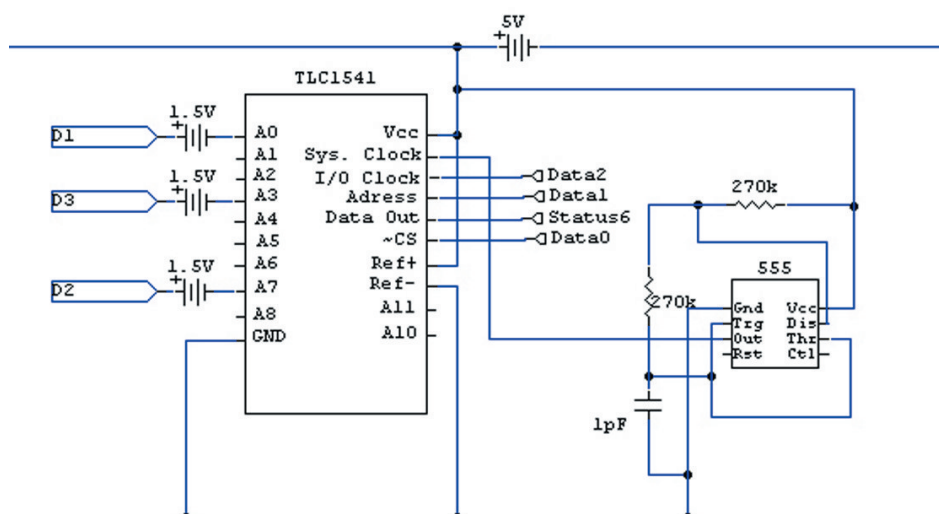 5V
TLC1541
1.5V
D1
A0
Vcc
A1
Sys. Clock
A2
I/O Clock
Data2
1.5V
D3
A3
Adress
Data1
270k
A4
Data Out
Status6
A5
~CS
Data0
1.5V
A6
Ref+
555
D2
A7
Ref-
270k
Gnd
Vcc
A8
A11
Trg
Dis
GND
A10
Out
Thr
Rst
Ctl
1pF